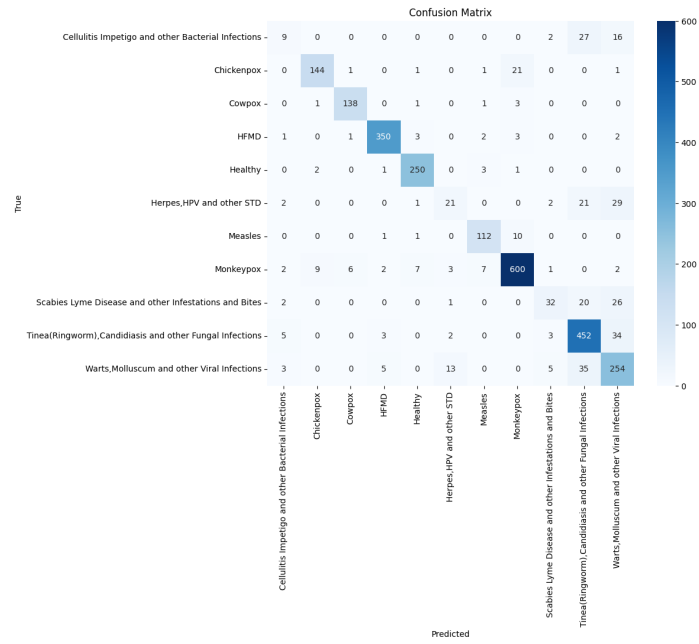 Confusion Matrix
Cellulitis Impetigo and other Bacterial Infections 9 0 0 0 0 0 0 0 2 27 16
Chickenpox 0 144 1 0 1 0 1 21 0 0 1
Cowpox 0 1 138 0 1 0 1 3 0 0 0
HFMD 1 0 1 350 3 0 2 3 0 0 2
Healthy 0 2 0 1 250 0 3 1 0 0 0
Herpes,HPV and other STD 2 0 0 0 1 21 0 0 2 21 29
Measles 0 0 0 1 1 0 112 10 0 0 0
Monkeypox 2 9 6 2 7 3 7 600 1 0 2
Scabies Lyme Disease and other Infestations and Bites 2 0 0 0 0 1 0 0 32 20 26
Tinea(Ringworm),Candidiasis and other Fungal Infections 5 0 0 3 0 2 0 0 3 452 34
Warts,Molluscum and other Viral Infections 3 0 0 5 0 13 0 0 5 35 254
True
Cellulitis Impetigo and other Bacterial Infections
Chickenpox
Cowpox
HFMD
Healthy
Herpes,HPV and other STD
Measles
Monkeypox
Scabies Lyme Disease and other Infestations and Bites
Tinea(Ringworm),Candidiasis and other Fungal Infections
Warts,Molluscum and other Viral Infections
Predicted
600
500
400
300
200
100
0